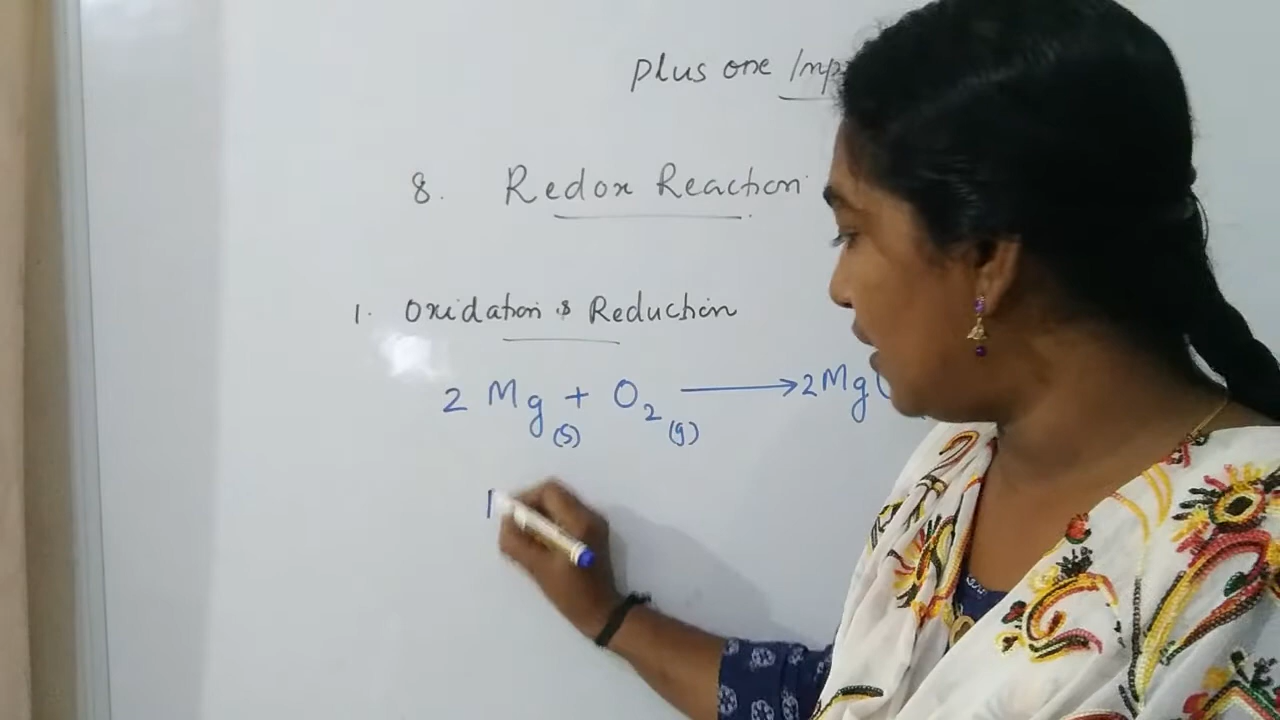 Plus one
8. Redox Reaction
1. Oxidation & Reduction
2 Mg(s) + O2(g) ⟶ 2Mg